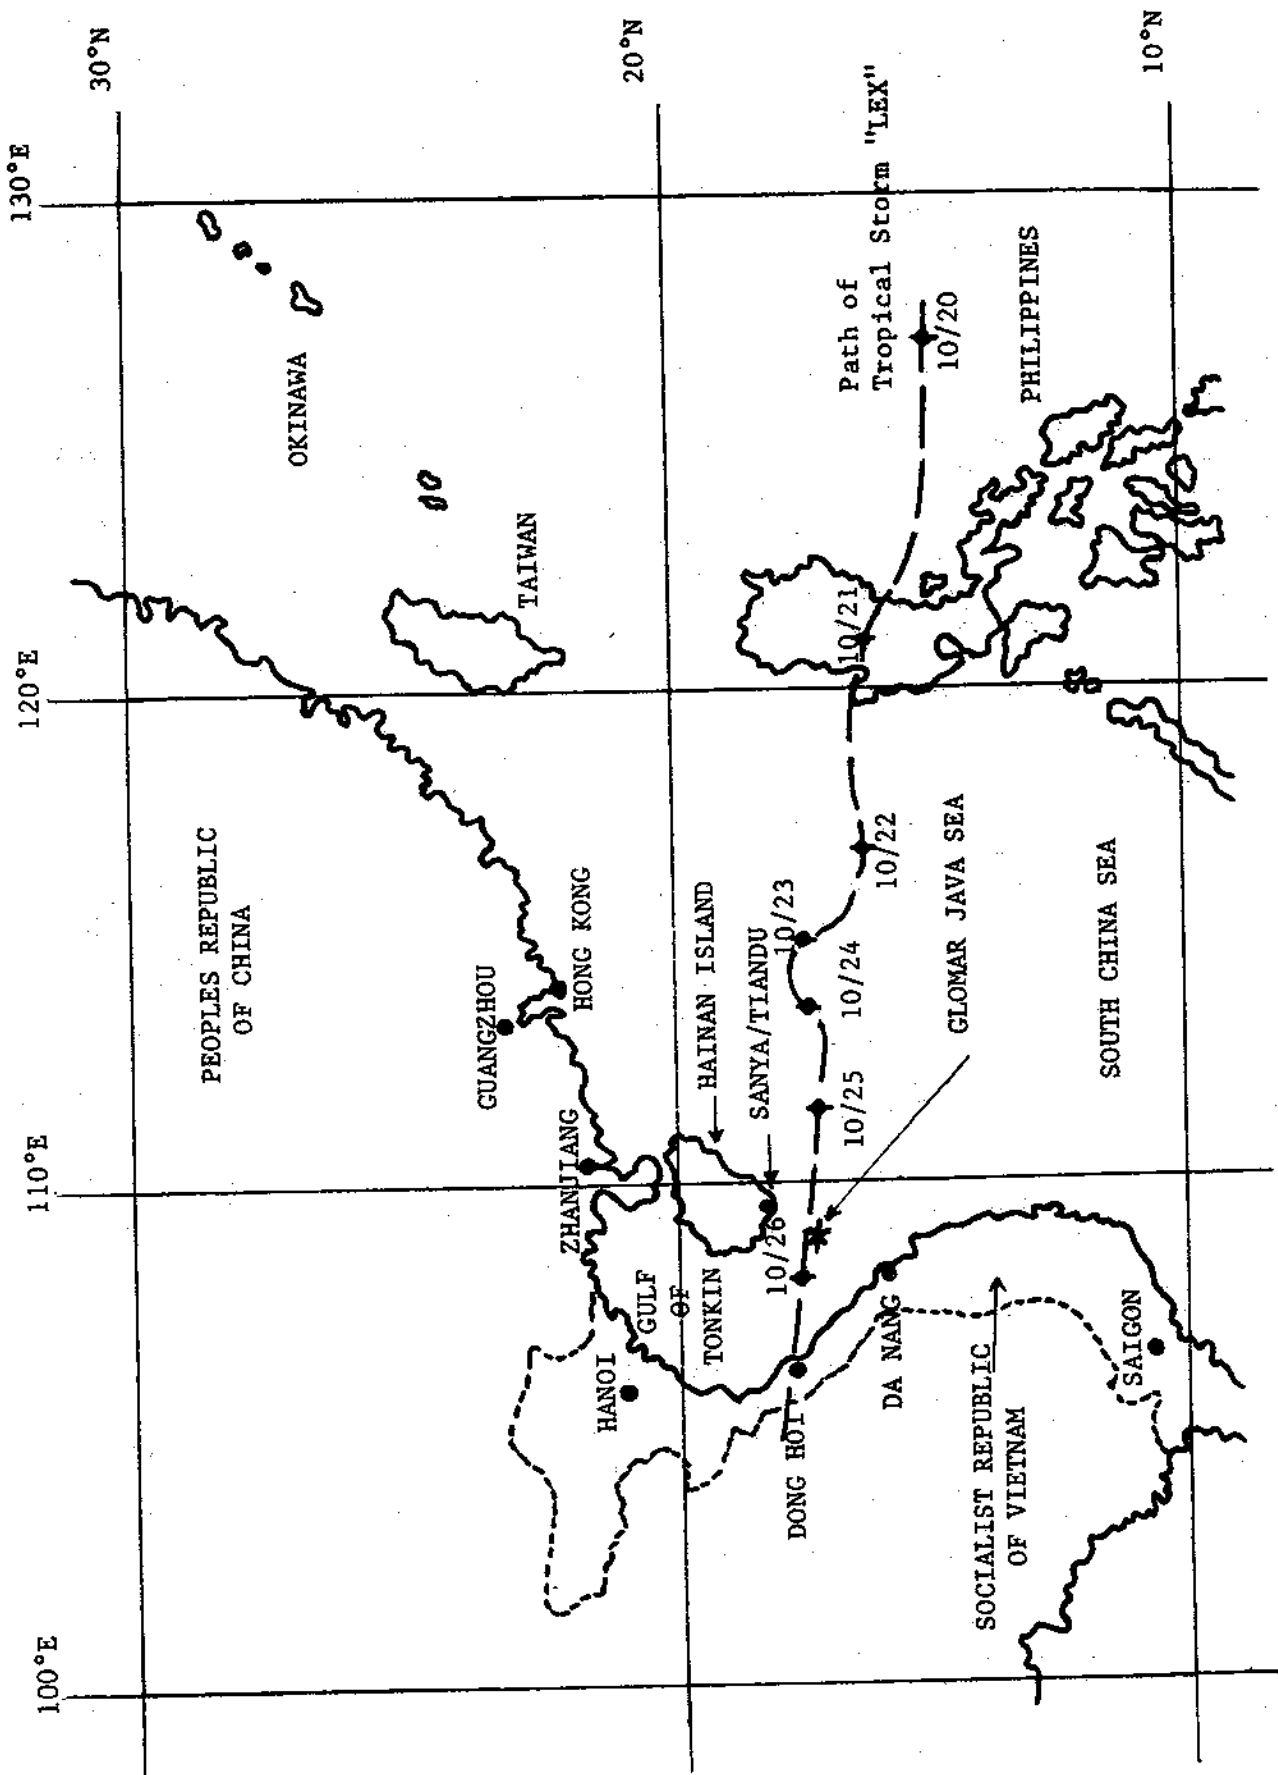 30°N
20°N
10°N
130°E
120°E
110°E
100°E
OKINAWA
TAIWAN
PEOPLES REPUBLIC
OF CHINA
GUANGZHOU
HONG KONG
ZHANJIANG
HAINAN ISLAND
SANYA/TIANDU
GULF
OF
TONKIN
HANOI
DONG HOI
DA NANG
SOCIALIST REPUBLIC
OF VIETNAM
SAIGON
SOUTH CHINA SEA
GLOMAR JAVA SEA
PHILIPPINES
Path of
Tropical Storm "LEX"
10/20
10/21
10/22
10/23
10/24
10/25
10/26